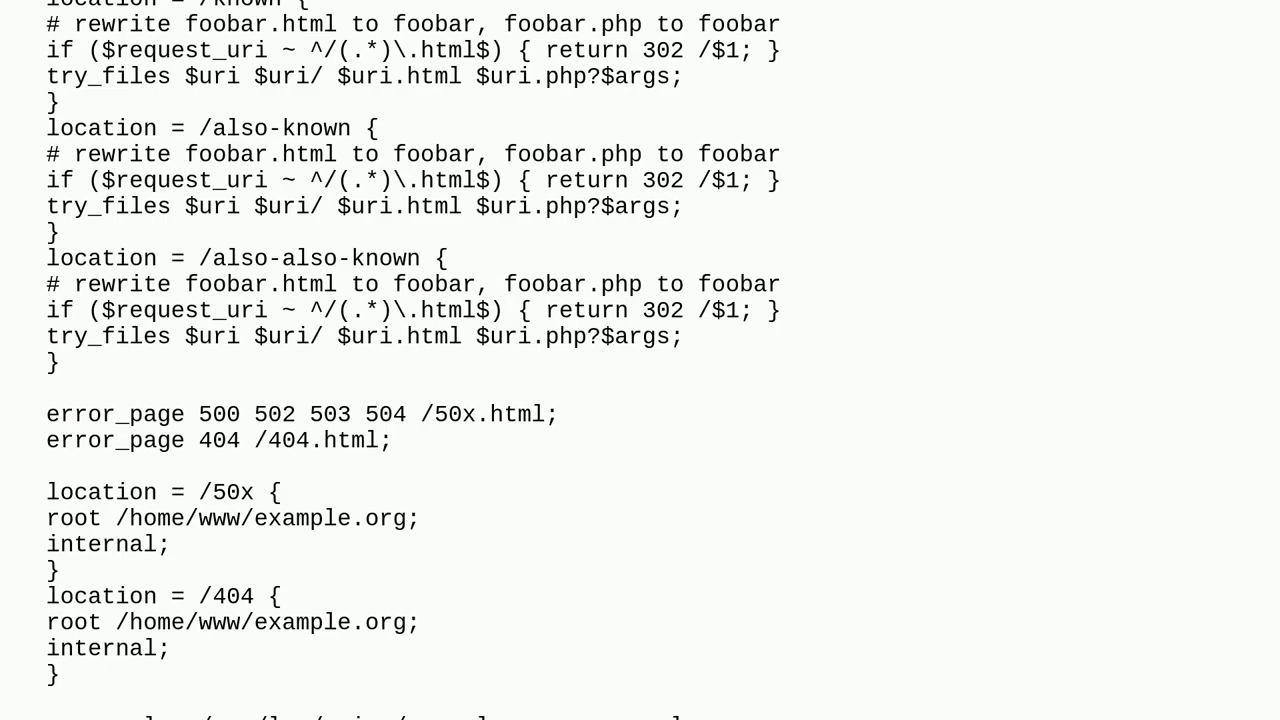 location = /known {
# rewrite foobar.html to foobar, foobar.php to foobar
if ($request_uri ~ ^/(.*)\.html$) { return 302 /$1; }
try_files $uri $uri/ $uri.html $uri.php?$args;
}
location = /also-known {
# rewrite foobar.html to foobar, foobar.php to foobar
if ($request_uri ~ ^/(.*)\.html$) { return 302 /$1; }
try_files $uri $uri/ $uri.html $uri.php?$args;
}
location = /also-also-known {
# rewrite foobar.html to foobar, foobar.php to foobar
if ($request_uri ~ ^/(.*)\.html$) { return 302 /$1; }
try_files $uri $uri/ $uri.html $uri.php?$args;
}
error_page 500 502 503 504 /50x.html;
error_page 404 /404.html;
location = /50x {
root /home/www/example.org;
internal;
}
location = /404 {
root /home/www/example.org;
internal;
}